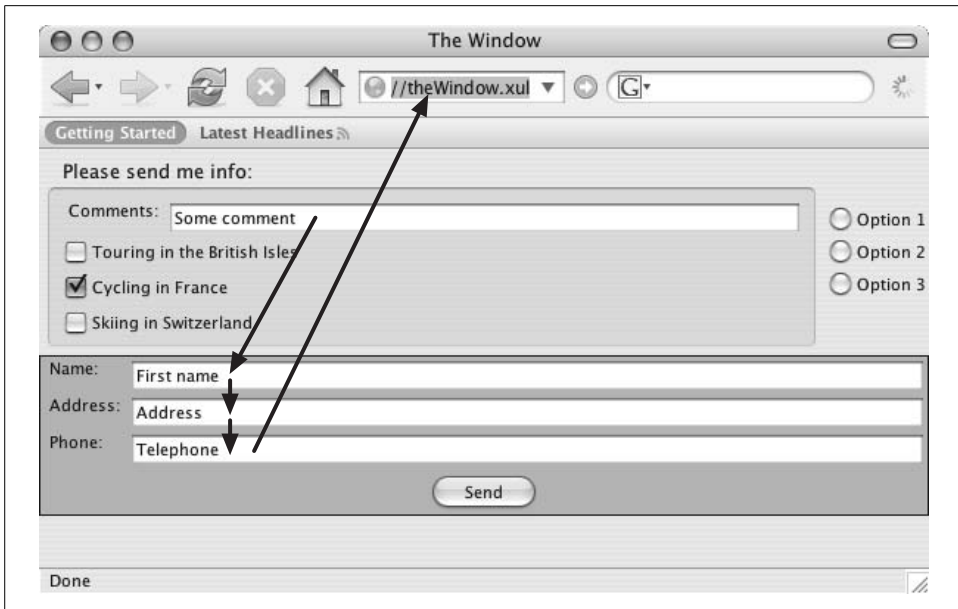 The Window
//theWindow.xul
G
Getting Started Latest Headlines
Please send me info:
Comments: Some comment
Touring in the British Isles
Cycling in France
Skiing in Switzerland
Option 1
Option 2
Option 3
Name: First name
Address: Address
Phone: Telephone
Send
Done